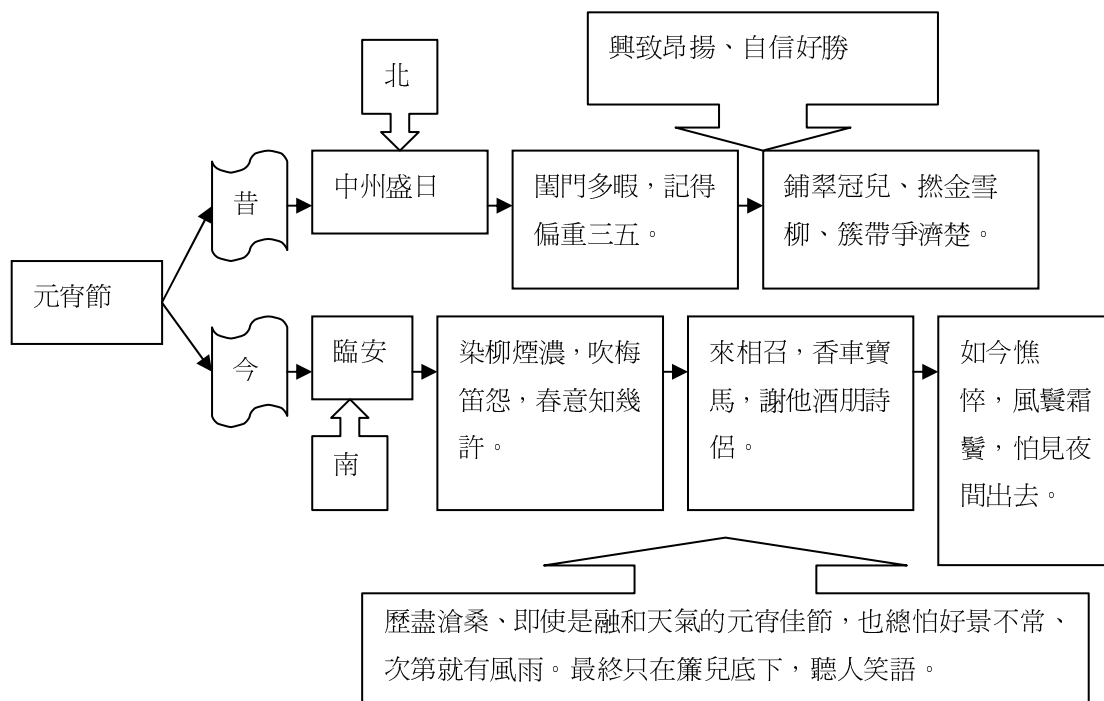 興致昂揚、自信好勝
北
昔
中州盛日
閨門多暇，記得
偏重三五。
鋪翠冠兒、撚金雪
柳、簇帶爭濟楚。
元宵節
今
臨安
南
染柳煙濃，吹梅
笛怨，春意知幾
許。
來相召，香車寶
馬，謝他酒朋詩
侶。
如今憔
悴，風鬟霜
鬢，怕見夜
間出去。
歷盡滄桑、即使是融和天氣的元宵佳節，也總怕好景不常、
次第就有風雨。最終只在簾兒底下，聽人笑語。